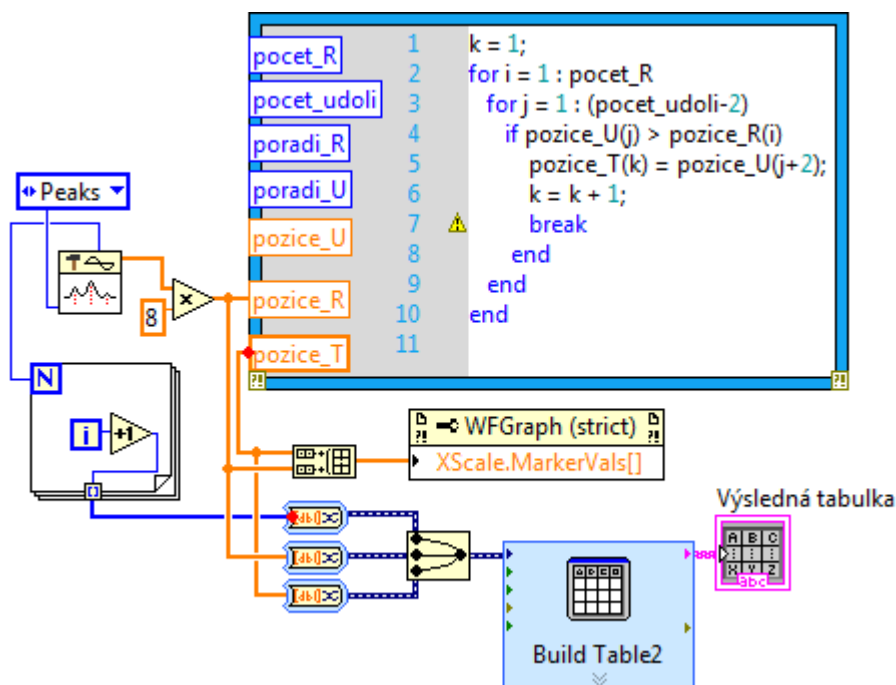 pocet_R
pocet_udoli
poradi_R
poradi_U
pozice_U
pozice_R
pozice_T
1 k = 1;
2 for i = 1 : pocet_R
3 for j = 1 : (pocet_udoli-2)
4 if pozice_U(j) > pozice_R(i)
5 pozice_T(k) = pozice_U(j+2);
6 k = k + 1;
7 break
8 end
9 end
10 end
11
Peaks
8
N
i
+1
WFGraph (strict)
XScale.MarkerVals[]
Výsledná tabulka
A B C
X Y Z
abc
Build Table2